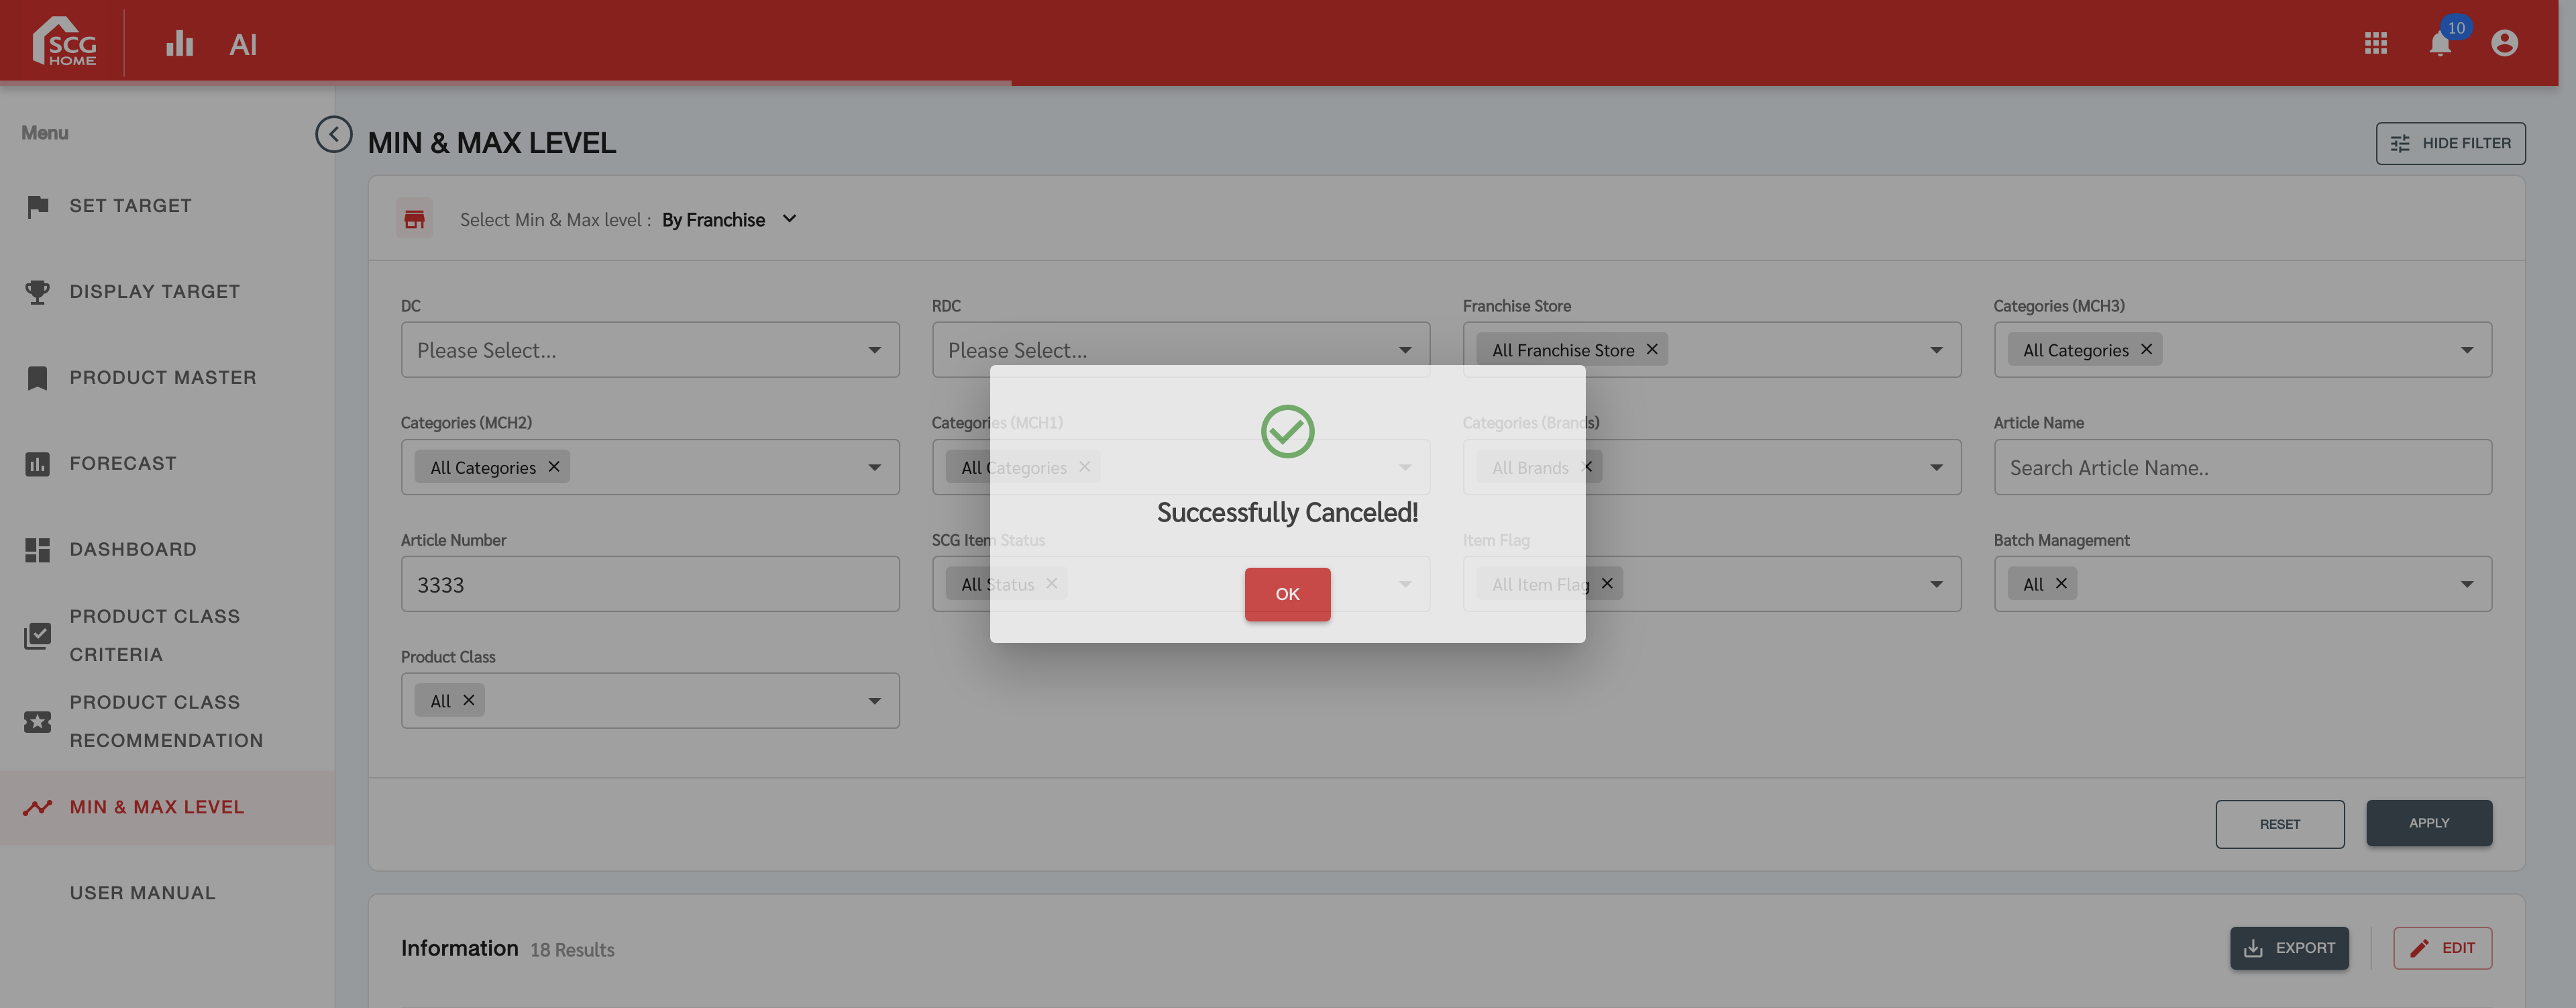 SCG
HOME
AI
10
Menu
MIN & MAX LEVEL
HIDE FILTER
SET TARGET
DISPLAY TARGET
PRODUCT MASTER
FORECAST
DASHBOARD
PRODUCT CLASS
CRITERIA
PRODUCT CLASS
RECOMMENDATION
MIN & MAX LEVEL
USER MANUAL
Select Min & Max level : By Franchise
DC
RDC
Franchise Store
Categories (MCH3)
Please Select...
Please Select...
All Franchise Store
All Categories
Categories (MCH2)
Categories (MCH1)
Categories (Brands)
Article Name
All Categories
All Categories
All Brands
Search Article Name..
Article Number
SCG Item Status
Item Flag
Batch Management
3333
All Status
All Item Flag
All
Product Class
All
Successfully Canceled!
OK
RESET
APPLY
Information 18 Results
EXPORT
EDIT